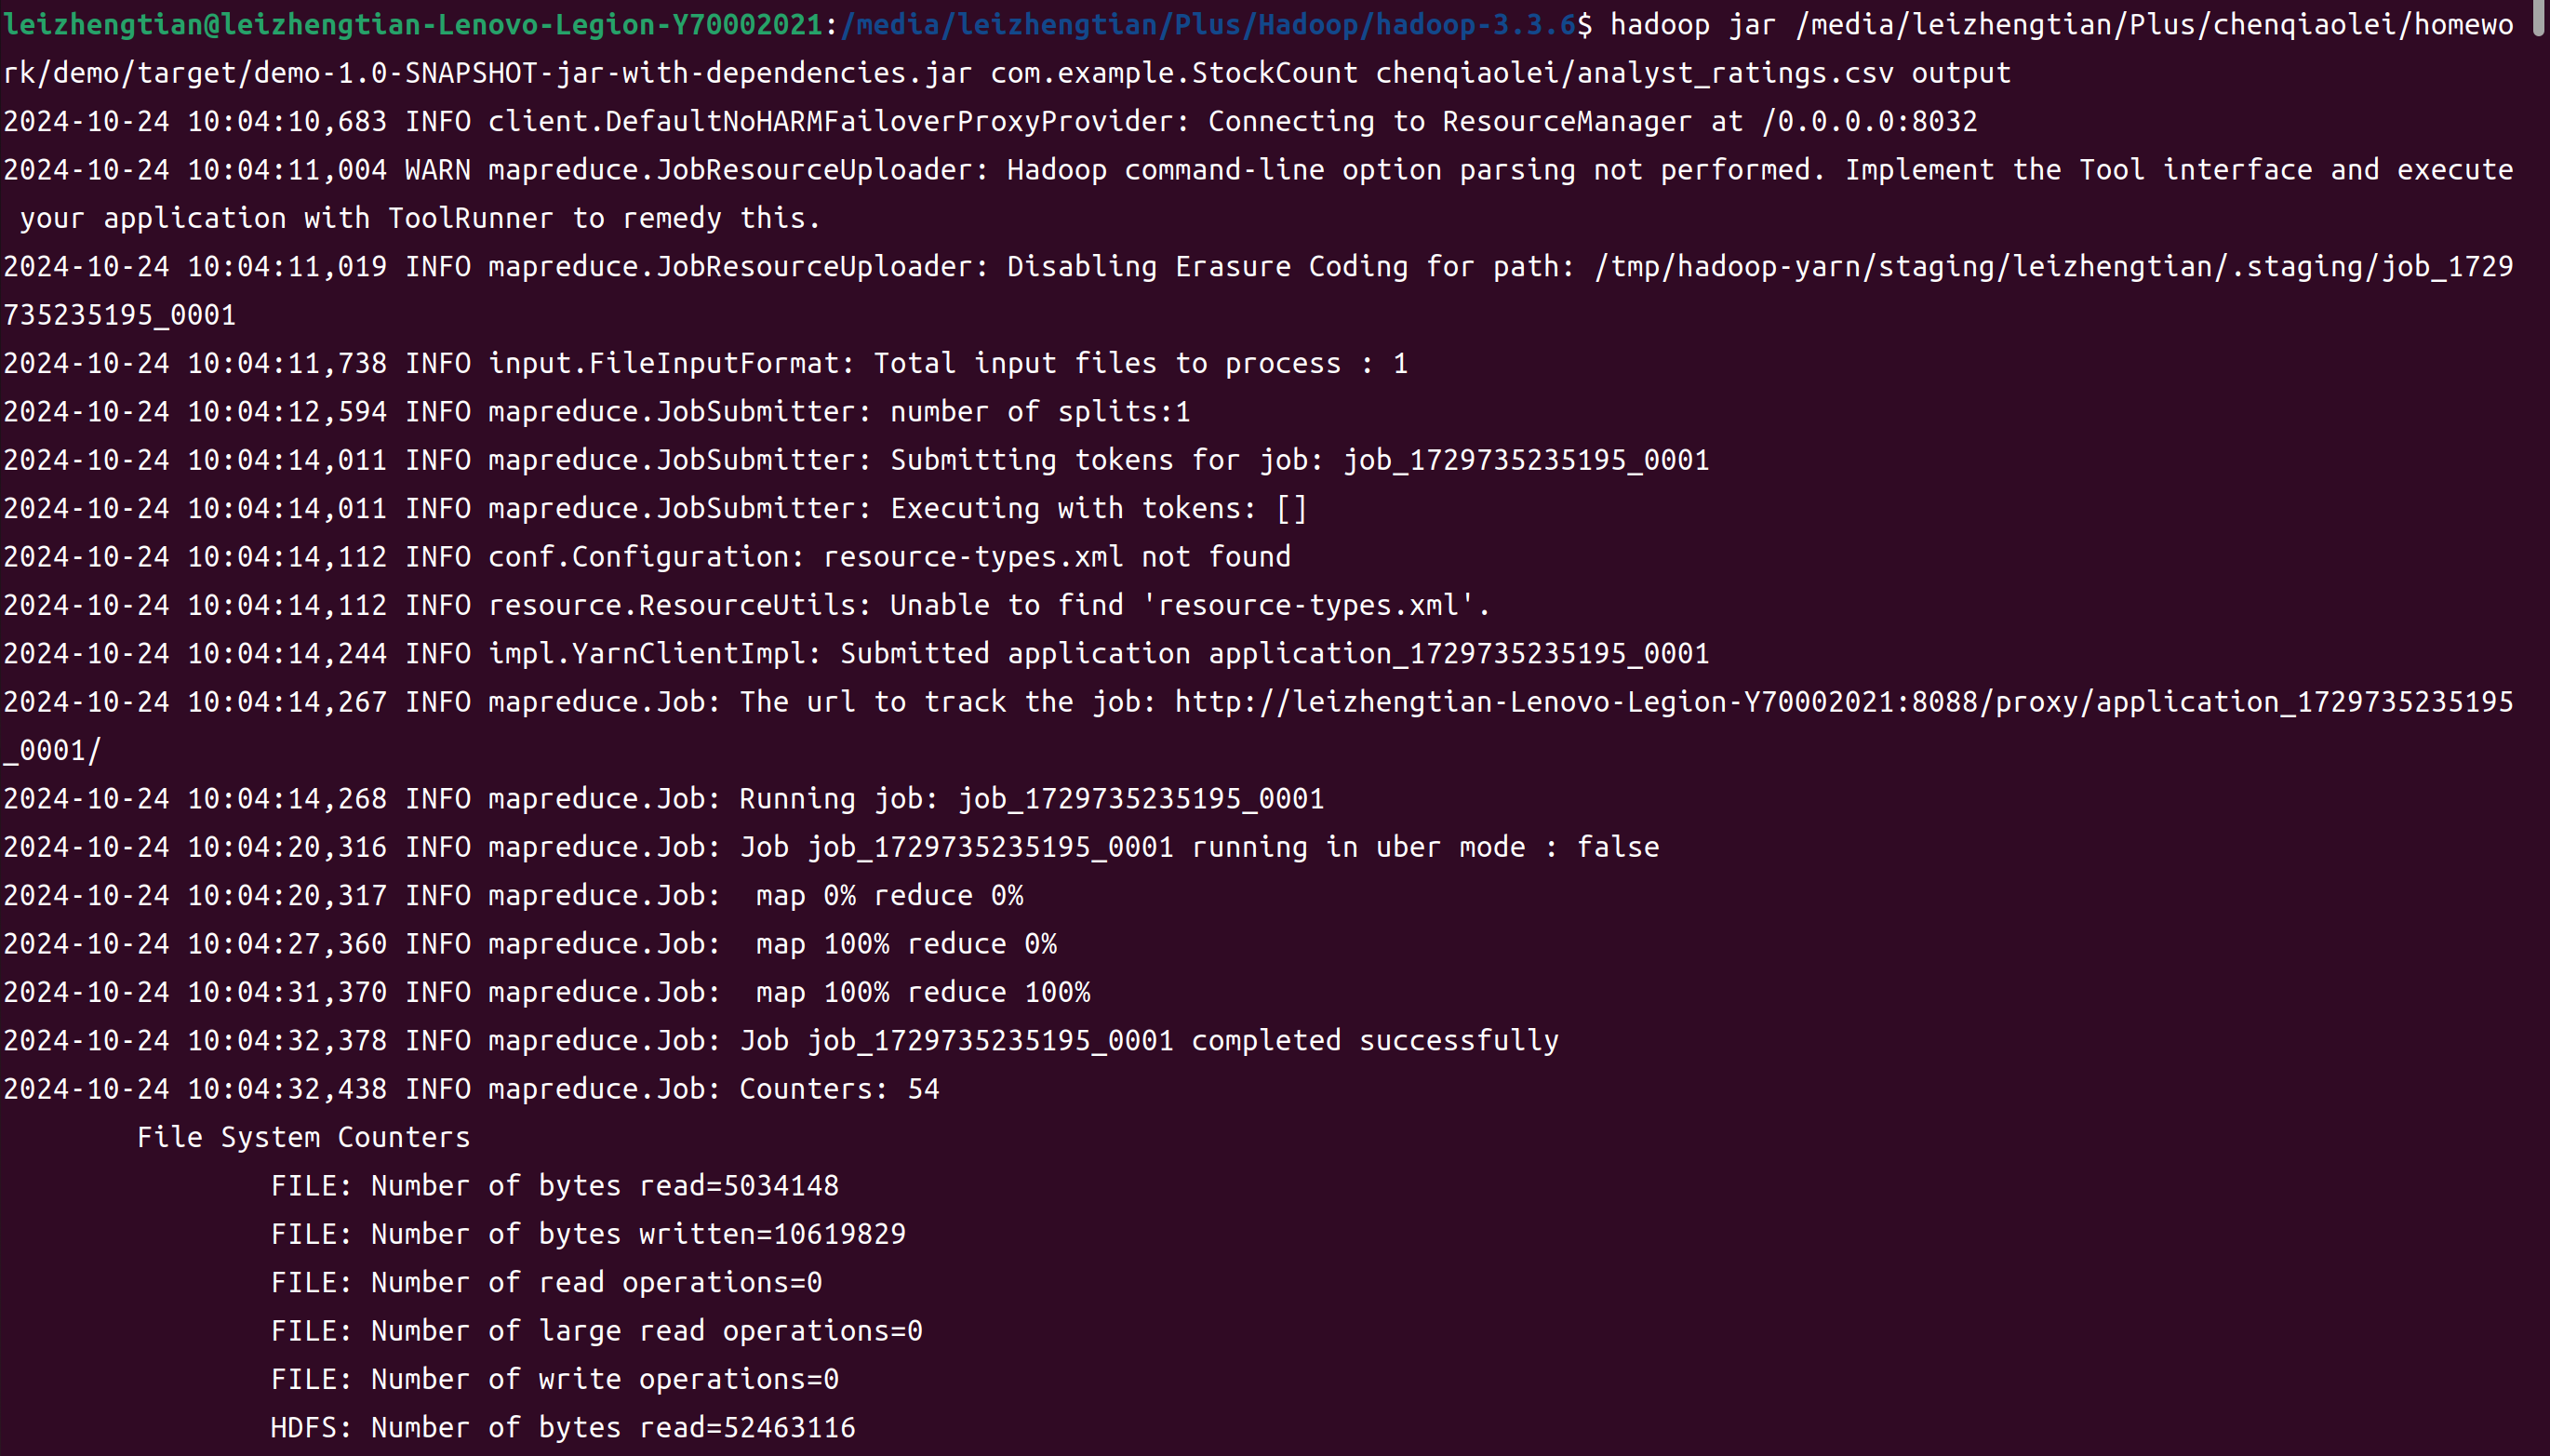 leizhengtian@leizhengtian-Lenovo-Legion-Y70002021:/media/leizhengtian/Plus/Hadoop/hadoop-3.3.6$ hadoop jar /media/leizhengtian/Plus/chenqiaolei/homewo
rk/demo/target/demo-1.0-SNAPSHOT-jar-with-dependencies.jar com.example.StockCount chenqiaolei/analyst_ratings.csv output
2024-10-24 10:04:10,683 INFO client.DefaultNoHARMFailoverProxyProvider: Connecting to ResourceManager at /0.0.0.0:8032
2024-10-24 10:04:11,004 WARN mapreduce.JobResourceUploader: Hadoop command-line option parsing not performed. Implement the Tool interface and execute
 your application with ToolRunner to remedy this.
2024-10-24 10:04:11,019 INFO mapreduce.JobResourceUploader: Disabling Erasure Coding for path: /tmp/hadoop-yarn/staging/leizhengtian/.staging/job_1729
735235195_0001
2024-10-24 10:04:11,738 INFO input.FileInputFormat: Total input files to process : 1
2024-10-24 10:04:12,594 INFO mapreduce.JobSubmitter: number of splits:1
2024-10-24 10:04:14,011 INFO mapreduce.JobSubmitter: Submitting tokens for job: job_1729735235195_0001
2024-10-24 10:04:14,011 INFO mapreduce.JobSubmitter: Executing with tokens: []
2024-10-24 10:04:14,112 INFO conf.Configuration: resource-types.xml not found
2024-10-24 10:04:14,112 INFO resource.ResourceUtils: Unable to find 'resource-types.xml'.
2024-10-24 10:04:14,244 INFO impl.YarnClientImpl: Submitted application application_1729735235195_0001
2024-10-24 10:04:14,267 INFO mapreduce.Job: The url to track the job: http://leizhengtian-Lenovo-Legion-Y70002021:8088/proxy/application_1729735235195
_0001/
2024-10-24 10:04:14,268 INFO mapreduce.Job: Running job: job_1729735235195_0001
2024-10-24 10:04:20,316 INFO mapreduce.Job: Job job_1729735235195_0001 running in uber mode : false
2024-10-24 10:04:20,317 INFO mapreduce.Job:  map 0% reduce 0%
2024-10-24 10:04:27,360 INFO mapreduce.Job:  map 100% reduce 0%
2024-10-24 10:04:31,370 INFO mapreduce.Job:  map 100% reduce 100%
2024-10-24 10:04:32,378 INFO mapreduce.Job: Job job_1729735235195_0001 completed successfully
2024-10-24 10:04:32,438 INFO mapreduce.Job: Counters: 54
        File System Counters
                FILE: Number of bytes read=5034148
                FILE: Number of bytes written=10619829
                FILE: Number of read operations=0
                FILE: Number of large read operations=0
                FILE: Number of write operations=0
                HDFS: Number of bytes read=52463116